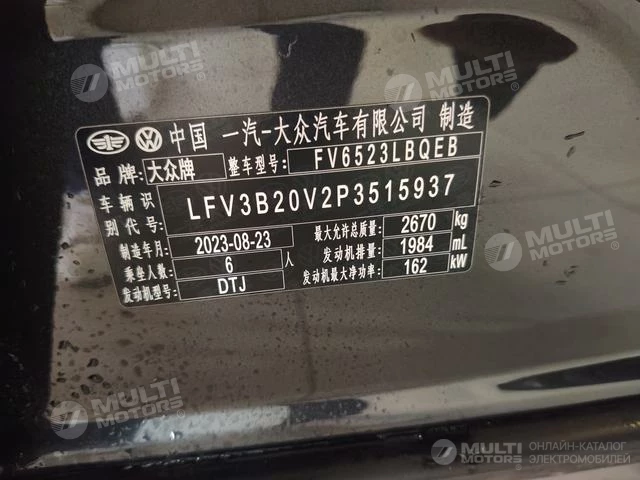 MULTI MOTORS®
MULTI MOTORS®
MULTI MOTORS®
中国 一汽-大众汽车有限公司 制造
品牌: 大众牌 整车型号: FV6523LBQEB
车辆识别代号: LFV3B20V2P3515937
制造年月: 2023-08-23 最大允许总质量: 2670 kg
乘坐人数: 6 人 发动机排量: 1984 mL
发动机型号: DTJ 发动机最大净功率: 162 kW
MULTI MOTORS®
MULTI MOTORS®
MULTI MOTORS®
MULTI MOTORS
ОНЛАЙН-КАТАЛОГ
ЭЛЕКТРОМОБИЛЕЙ